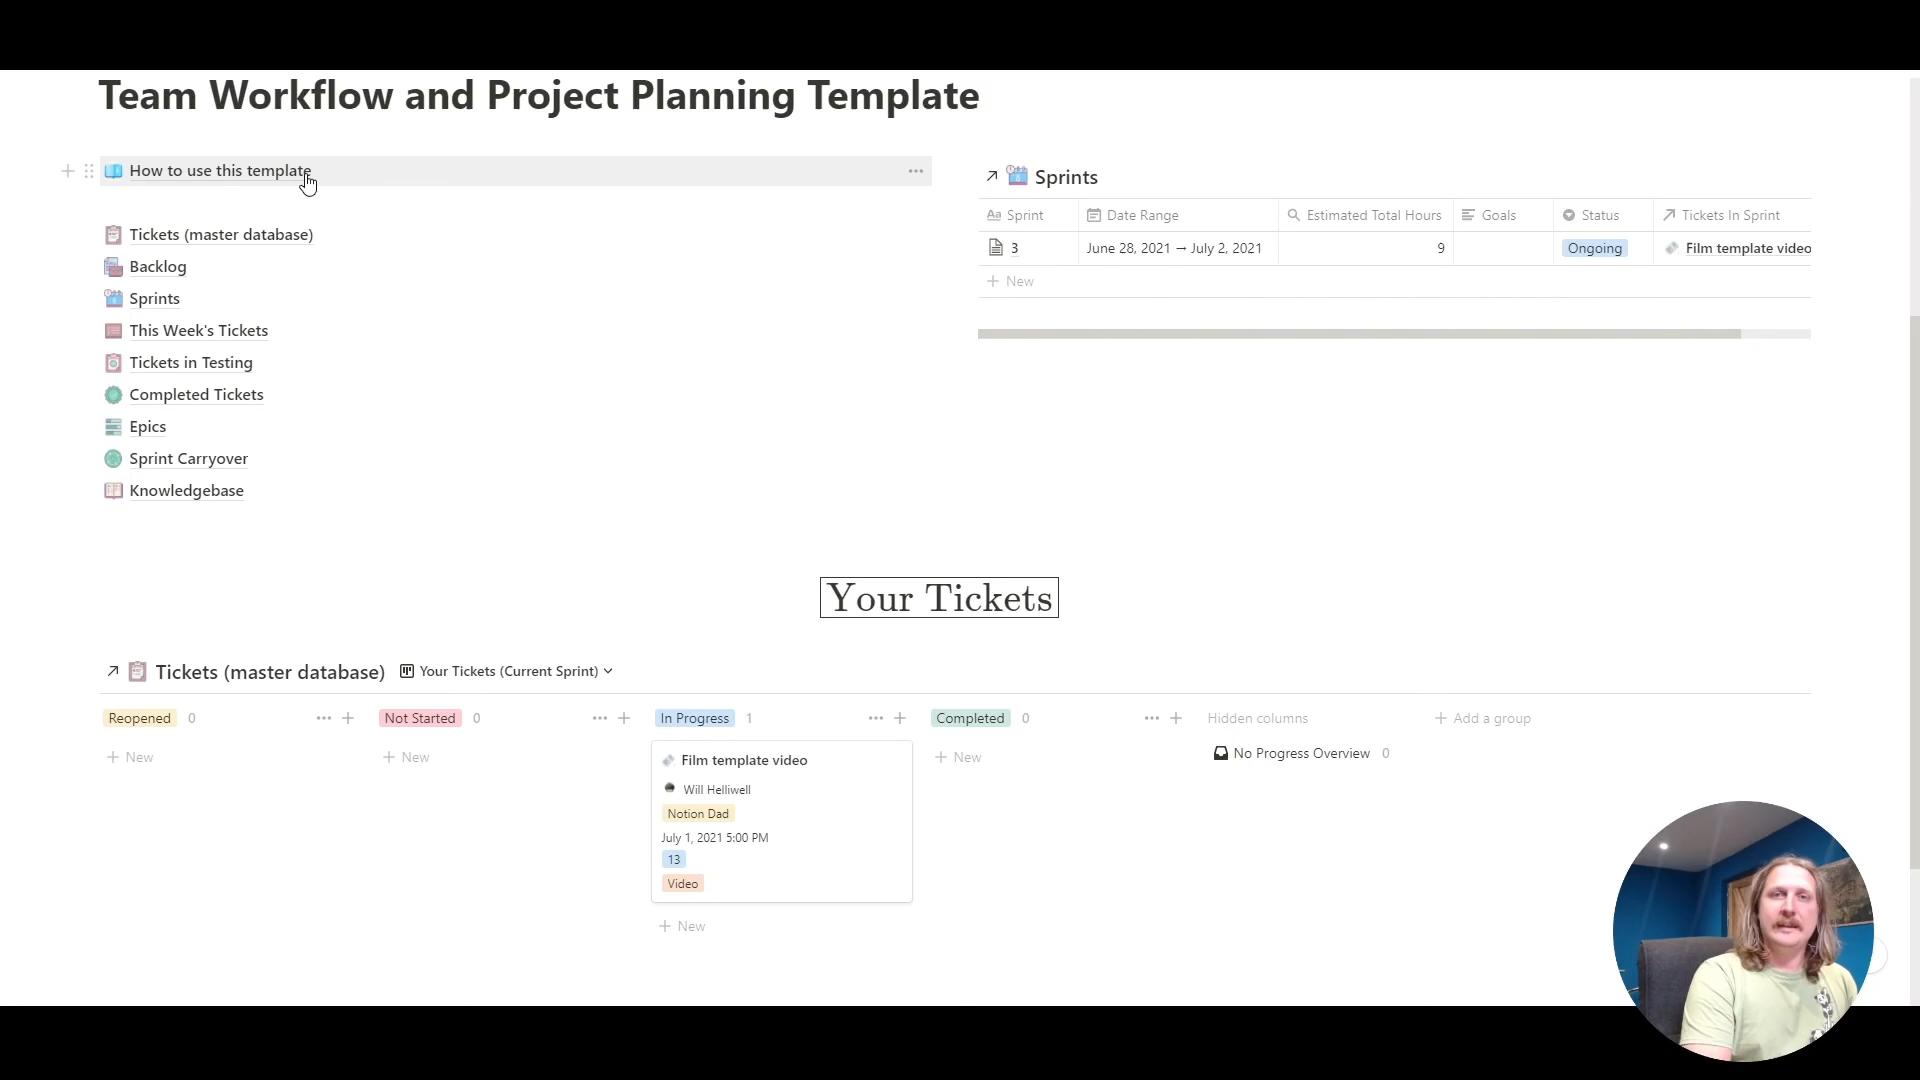 Team Workflow and Project Planning Template
How to use this template
Tickets (master database)
Backlog
Sprints
This Week's Tickets
Tickets in Testing
Completed Tickets
Epics
Sprint Carryover
Knowledgebase
Sprints
Aa Sprint Date Range Estimated Total Hours Goals Status Tickets In Sprint
3 June 28, 2021 → July 2, 2021 9 Ongoing Film template video
+ New
Your Tickets
Tickets (master database) Your Tickets (Current Sprint)
Reopened 0 Not Started 0 In Progress 1 Completed 0 Hidden columns + Add a group
+ New + New Film template video + New No Progress Overview 0
Will Helliwell
Notion Dad
July 1, 2021 5:00 PM
13
Video
+ New